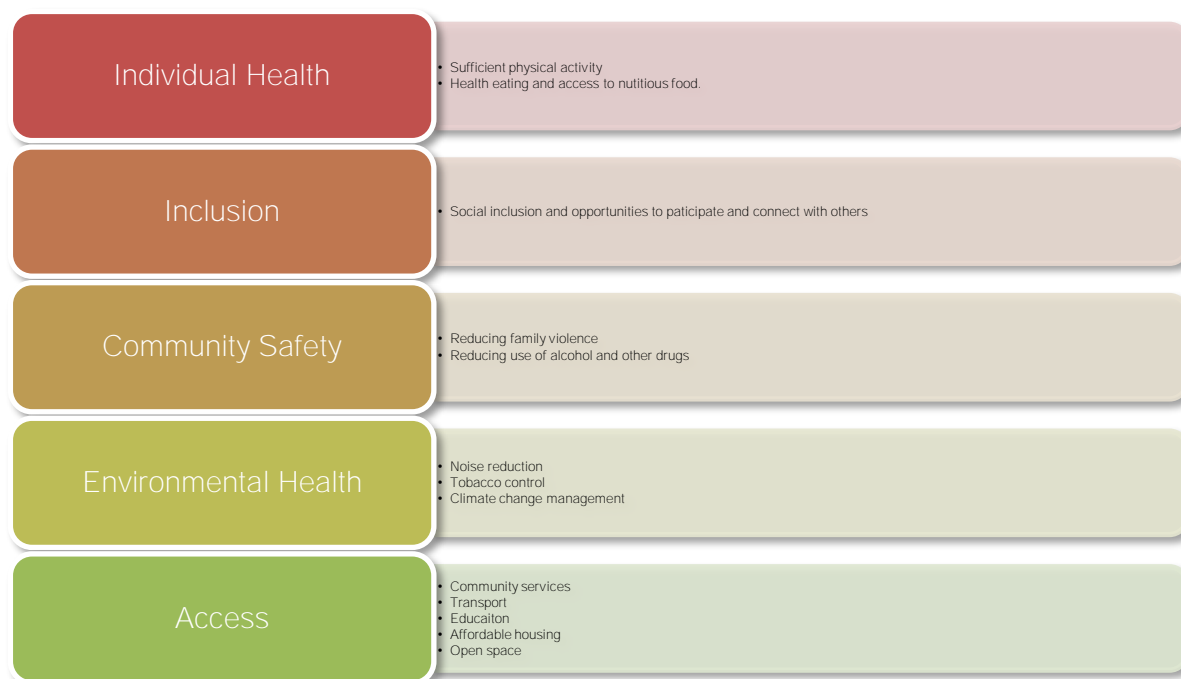 Individual Health
• Sufficient physical activity
• Health eating and access to nutitious food.
Inclusion
• Social inclusion and opportunities to paticipate and connect with others
Community Safety
• Reducing family violence
• Reducing use of alcohol and other drugs
Environmental Health
• Noise reduction
• Tobacco control
• Climate change management
Access
• Community services
• Transport
• Educaiton
• Affordable housing
• Open space